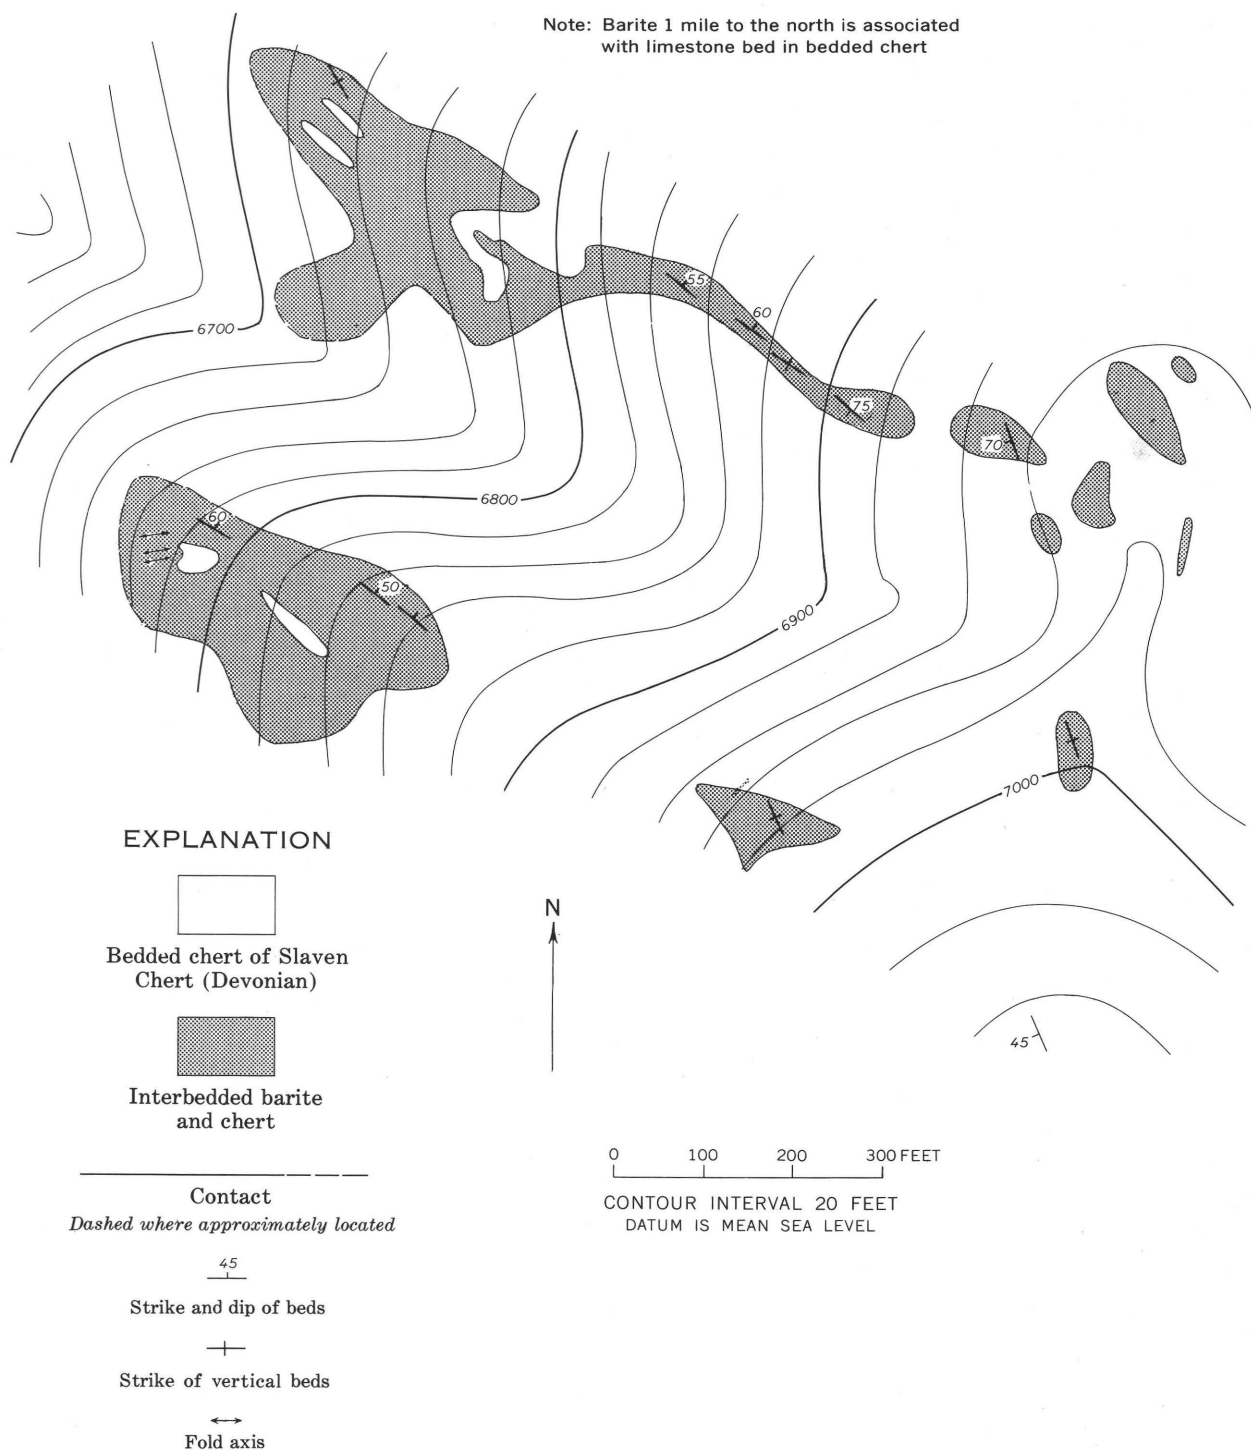 Note: Barite 1 mile to the north is associated
with limestone bed in bedded chert
55
60
6700
75
70
6800
60
50
6900
7000
EXPLANATION
N
Bedded chert of Slaven
Chert (Devonian)
45
Interbedded barite
and chert
0 100 200 300 FEET
Contact
CONTOUR INTERVAL 20 FEET
Dashed where approximately located
DATUM IS MEAN SEA LEVEL
45
Strike and dip of beds
Strike of vertical beds
Fold axis